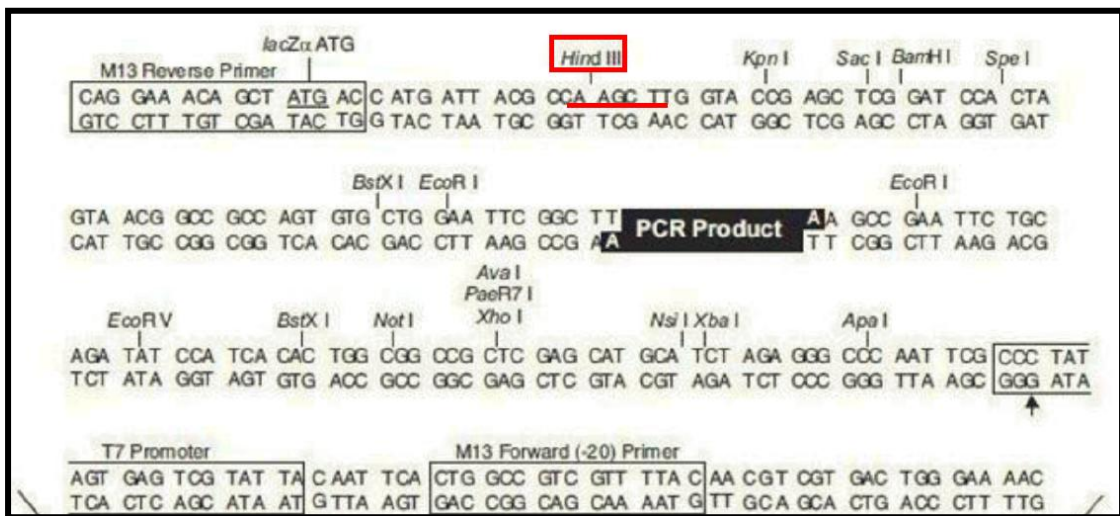 lacZα ATG
M13 Reverse Primer
Hind III Kpn I Sac I BamH I Spe I
CAG GAA ACA GCT ATG AC C ATG ATT ACG CCA AGC TTG GTA CCG AGC TCG GAT CCA CTA
GTC CTT TGT CGA TAC TG G TAC TAA TGC GGT TCG AAC CAT GGC TCG AGC CTA GGT GAT
BstX I EcoR I EcoR I
GTA ACG GCC GCC AGT GTG CTG GAA TTC GGC TT PCR Product A A GCC GAA TTC TGC
CAT TGC CGG CGG TCA CAC GAC CTT AAG CCG A A T T CGG CTT AAG ACG
Ava I
PaeR7 I
EcoR V BstX I Not I Xho I Nsi I Xba I Apa I
AGA TAT CCA TCA CAC TGG CGG CCG CTC GAG CAT GCA TCT AGA GGG CCC AAT TCG CCC TAT
TCT ATA GGT AGT GTG ACC GCC GGC GAG CTC GTA CGT AGA TCT CCC GGG TTA AGC GGG ATA
T7 Promoter M13 Forward (-20) Primer
AGT GAG TCG TAT TA C AAT TCA CTG GCC GTC GTT TTA C AA CGT CGT GAC TGG GAA AAC
TCA CTC AGC ATA AT G TTA AGT GAC CGG CAG CAA AAT G TT GCA GCA CTG ACC CTT TTG